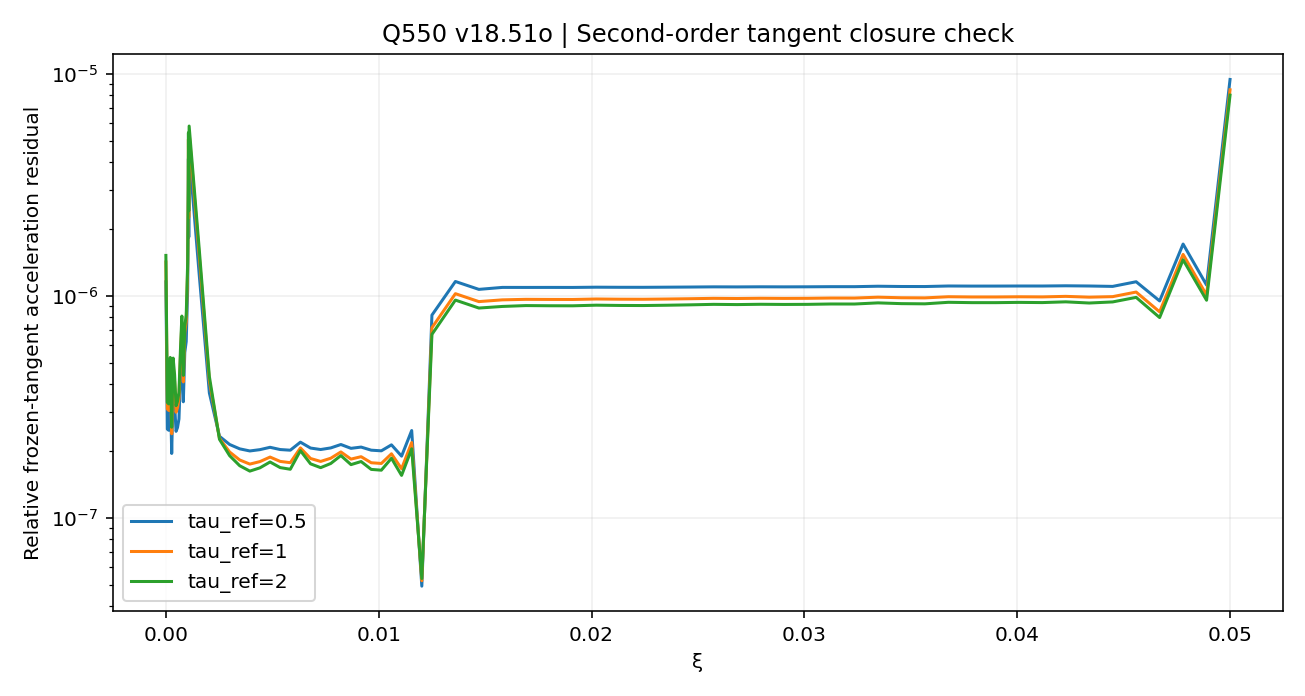 Q550 v18.51o | Second-order tangent closure check
Relative frozen-tangent acceleration residual
10⁻⁵
10⁻⁶
10⁻⁷
tau_ref=0.5
tau_ref=1
tau_ref=2
0.00 0.01 0.02 0.03 0.04 0.05
ξ